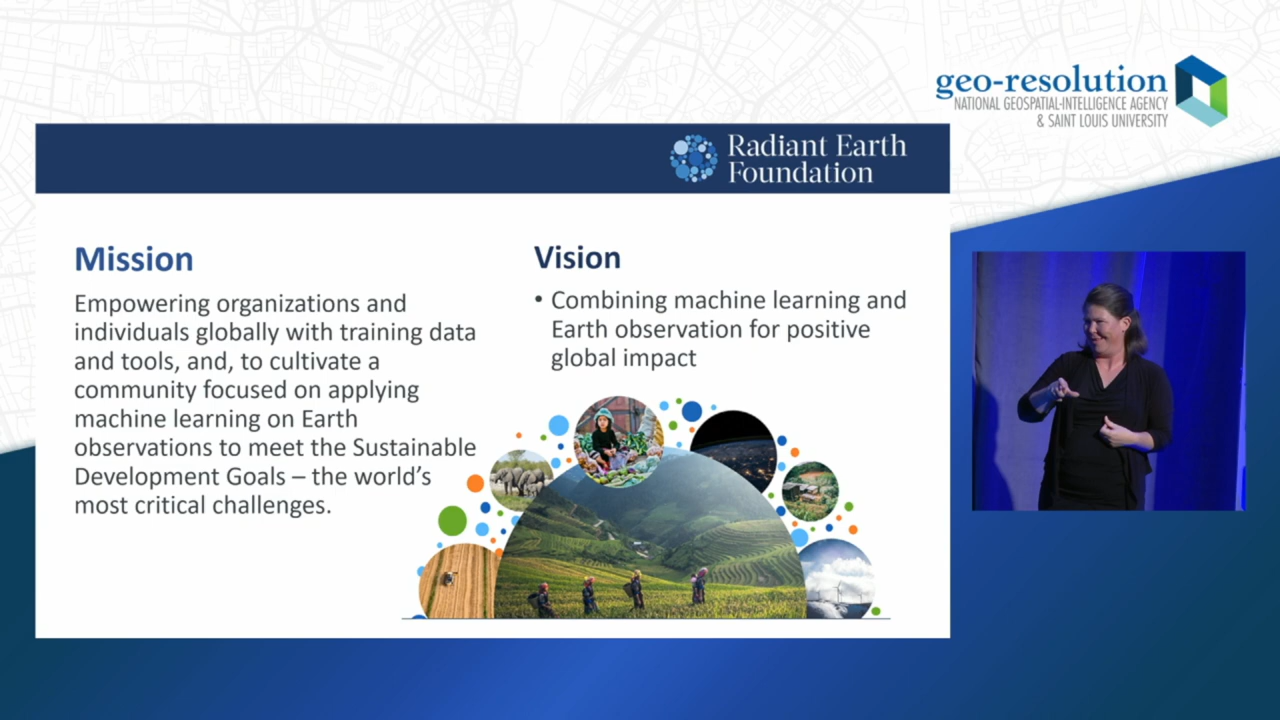 geo-resolution
NATIONAL GEOSPATIAL-INTELLIGENCE AGENCY
& SAINT LOUIS UNIVERSITY
Radiant Earth
Foundation
Mission
Empowering organizations and
individuals globally with training data
and tools, and, to cultivate a
community focused on applying
machine learning on Earth
observations to meet the Sustainable
Development Goals – the world's
most critical challenges.
Vision
• Combining machine learning and
Earth observation for positive
global impact